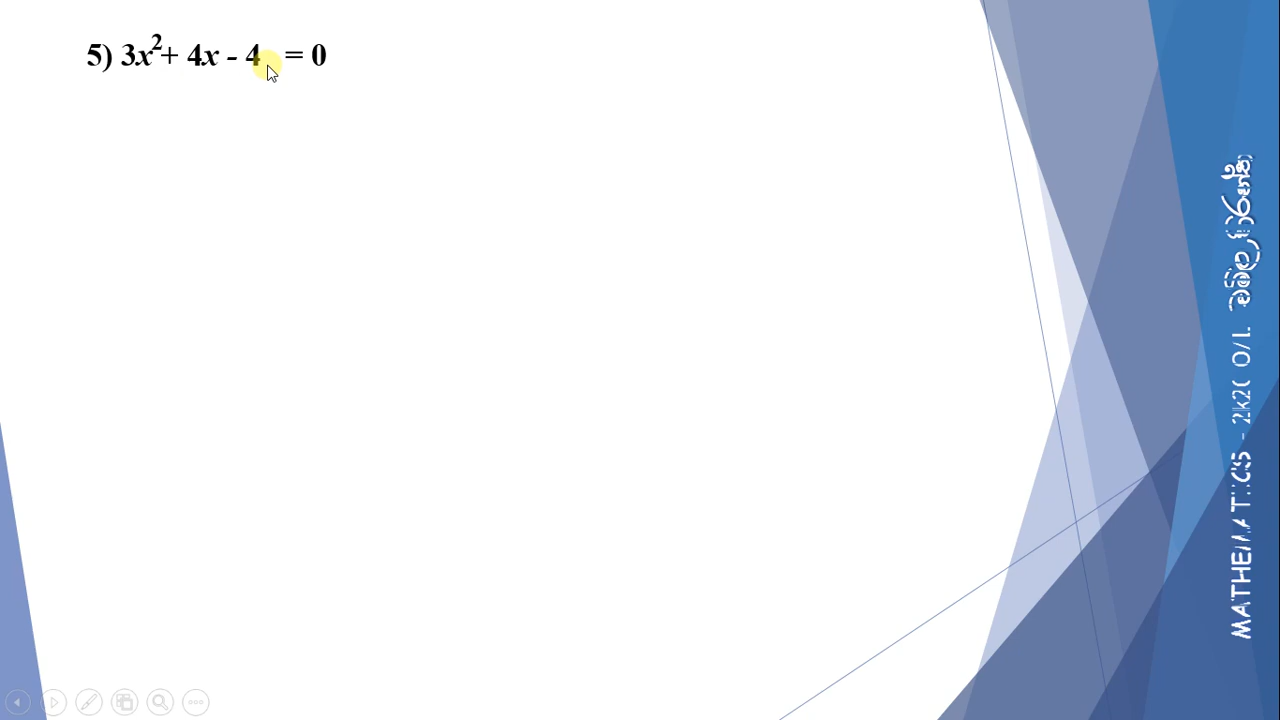 5) 3x²+ 4x - 4 = 0
MATHEMATICS - 2k20 O/L